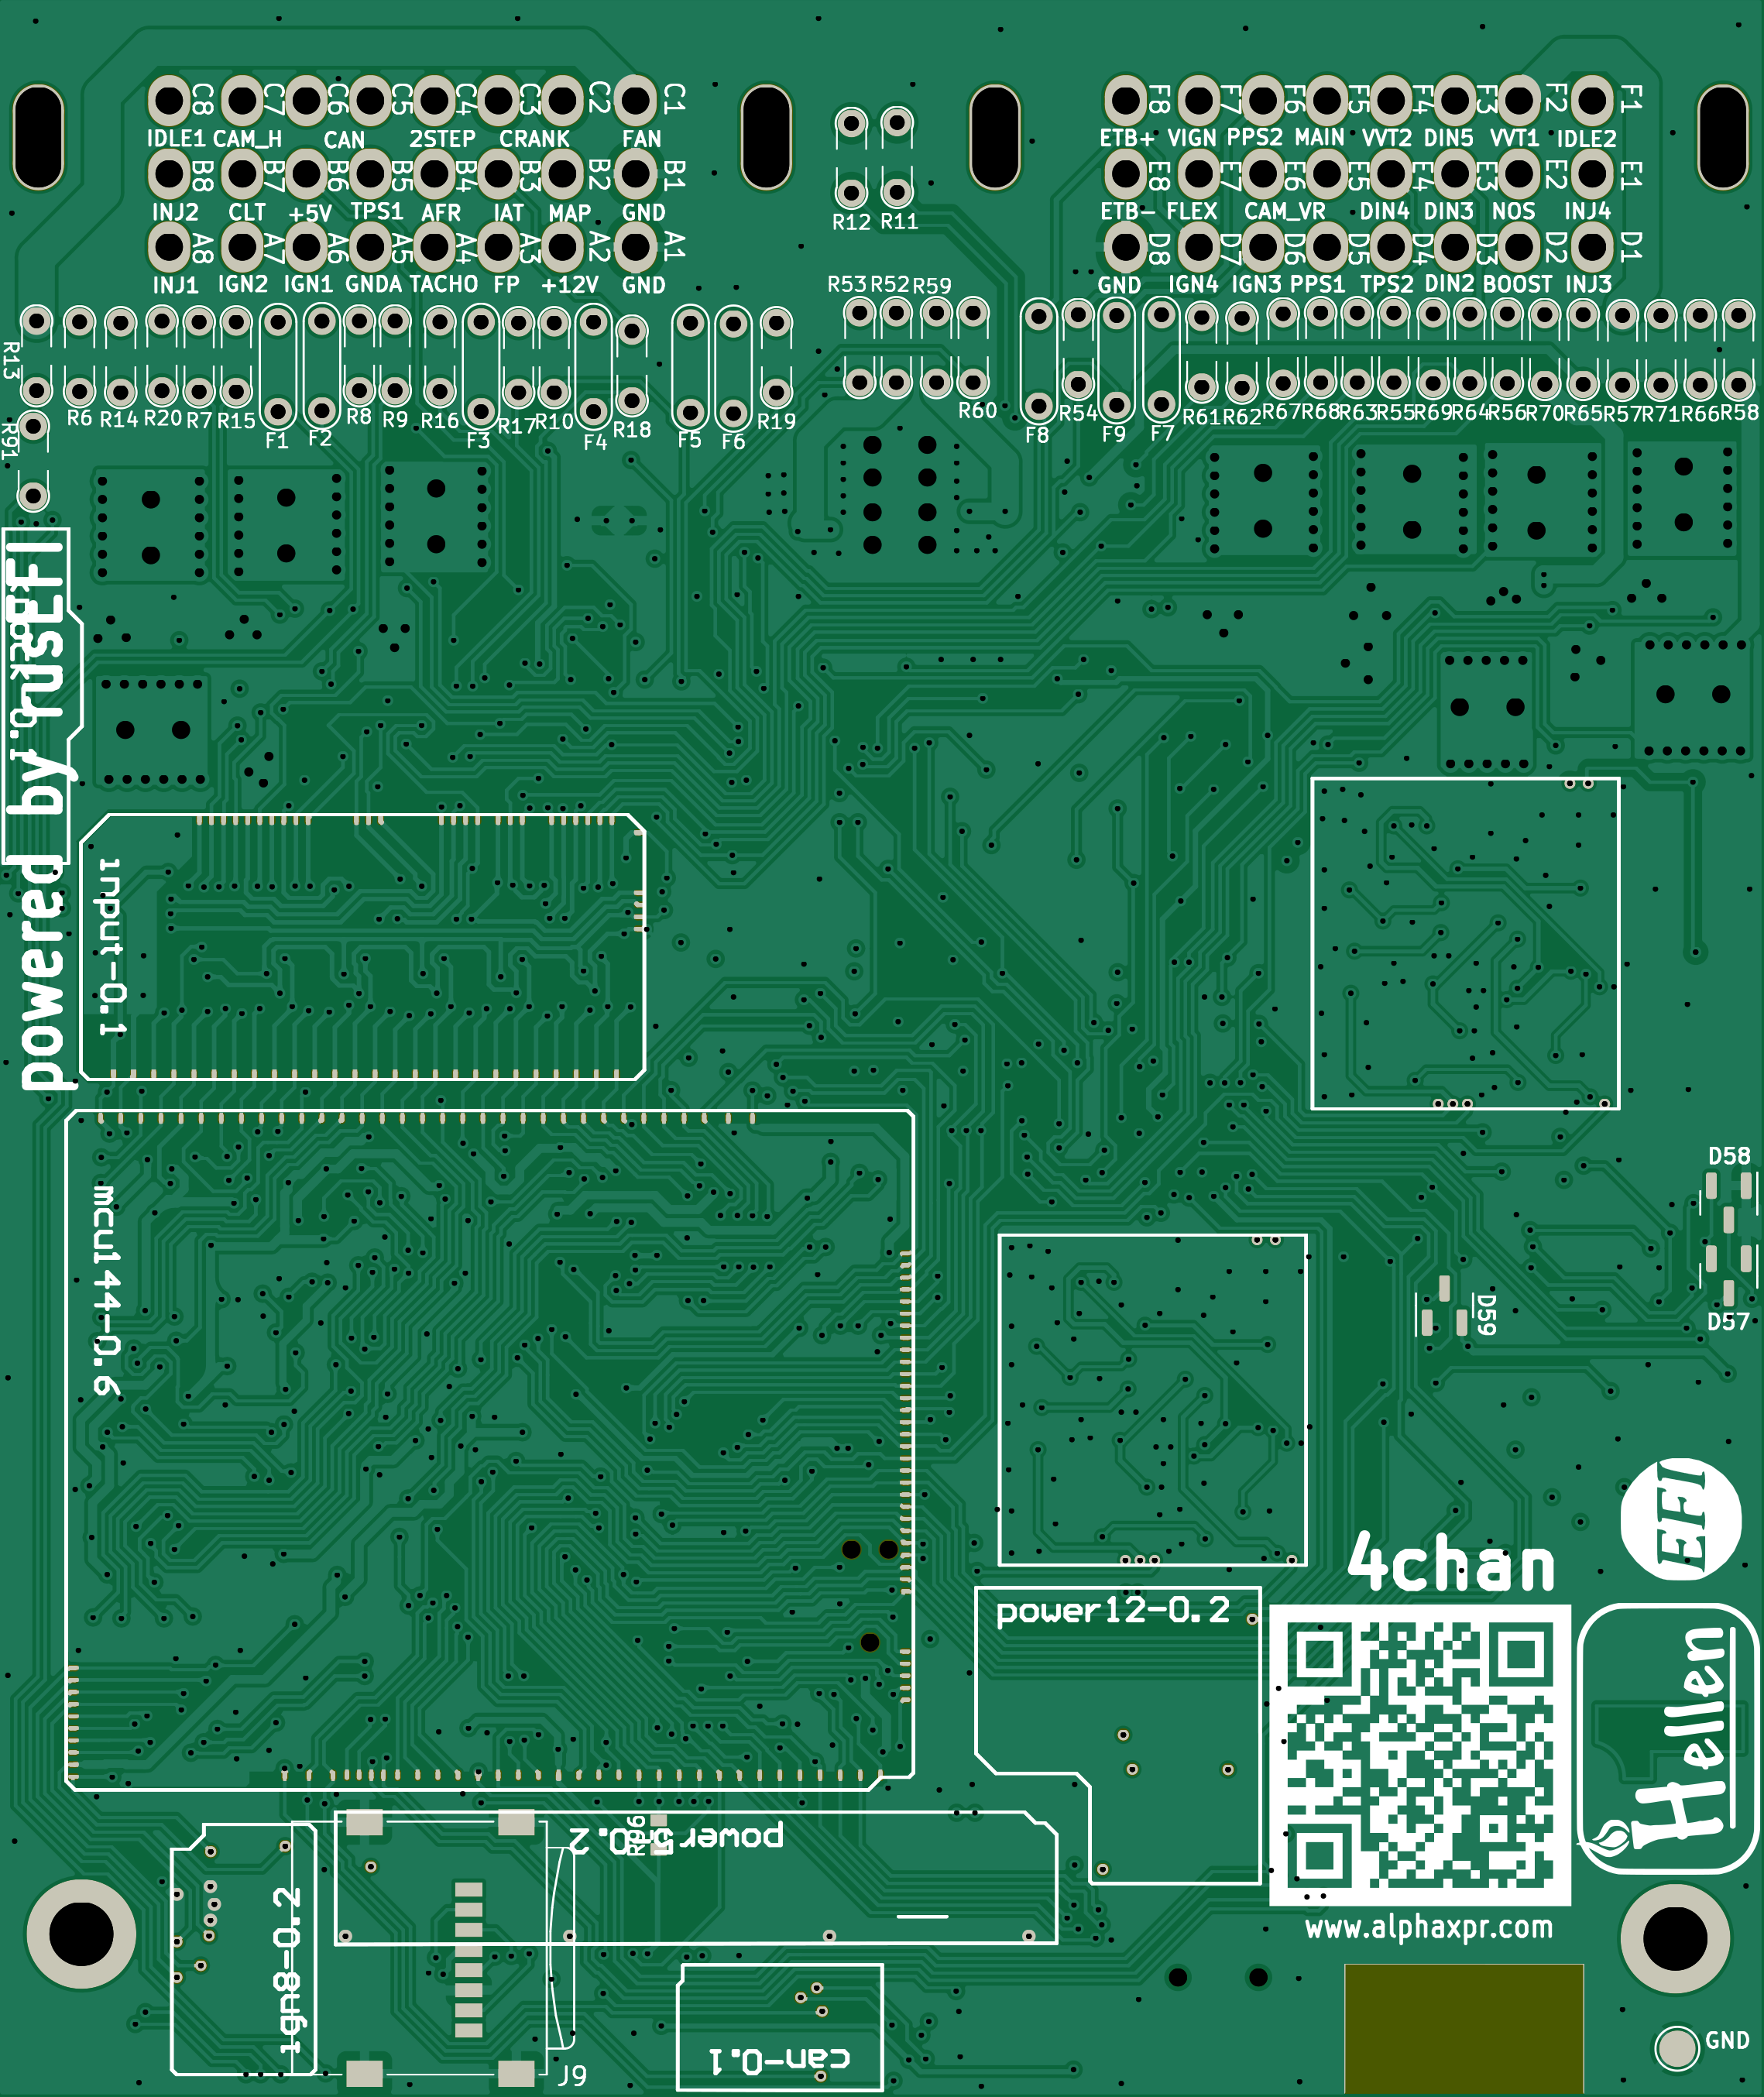 C8 C7 C6 C5 C4 C3 C2 C1
IDLE1 CAM_H CAN 2STEP CRANK FAN
B8 B7 B6 B5 B4 B3 B2 B1
INJ2 CLT +5V TPS1 AFR IAT MAP GND
A8 A7 A6 A5 A4 A3 A2 A1
INJ1 IGN2 IGN1 GNDA TACHO FP +12V GND
R12 R11
F8 F7 F6 F5 F4 F3 F2 F1
ETB+ VIGN PPS2 MAIN VVT2 DIN5 VVT1 IDLE2
E8 E7 E6 E5 E4 E3 E2 E1
ETB- FLEX CAM_VR DIN4 DIN3 NOS INJ4
D8 D7 D6 D5 D4 D3 D2 D1
GND IGN4 IGN3 PPS1 TPS2 DIN2 BOOST INJ3
R53 R52 R59
R13
R6 R14 R20 R7 R15 F1 F2 R8 R9 R16 F3 R17 R10 F4 R18 F5 F6 R19
R60 F8 R54 F9 F7 R61 R62 R67 R68 R63 R55 R69 R64 R56 R70 R65 R57 R71 R66 R58
R91
powered by rusEFI
input-0.1
mcu144-0.6
D58
D57
D59
EFI
4chan
power12-0.2
Hellen
1
www.alphaxpr.com
R96
power5-0.2
ign8-0.2
J9
can-0.1
GND